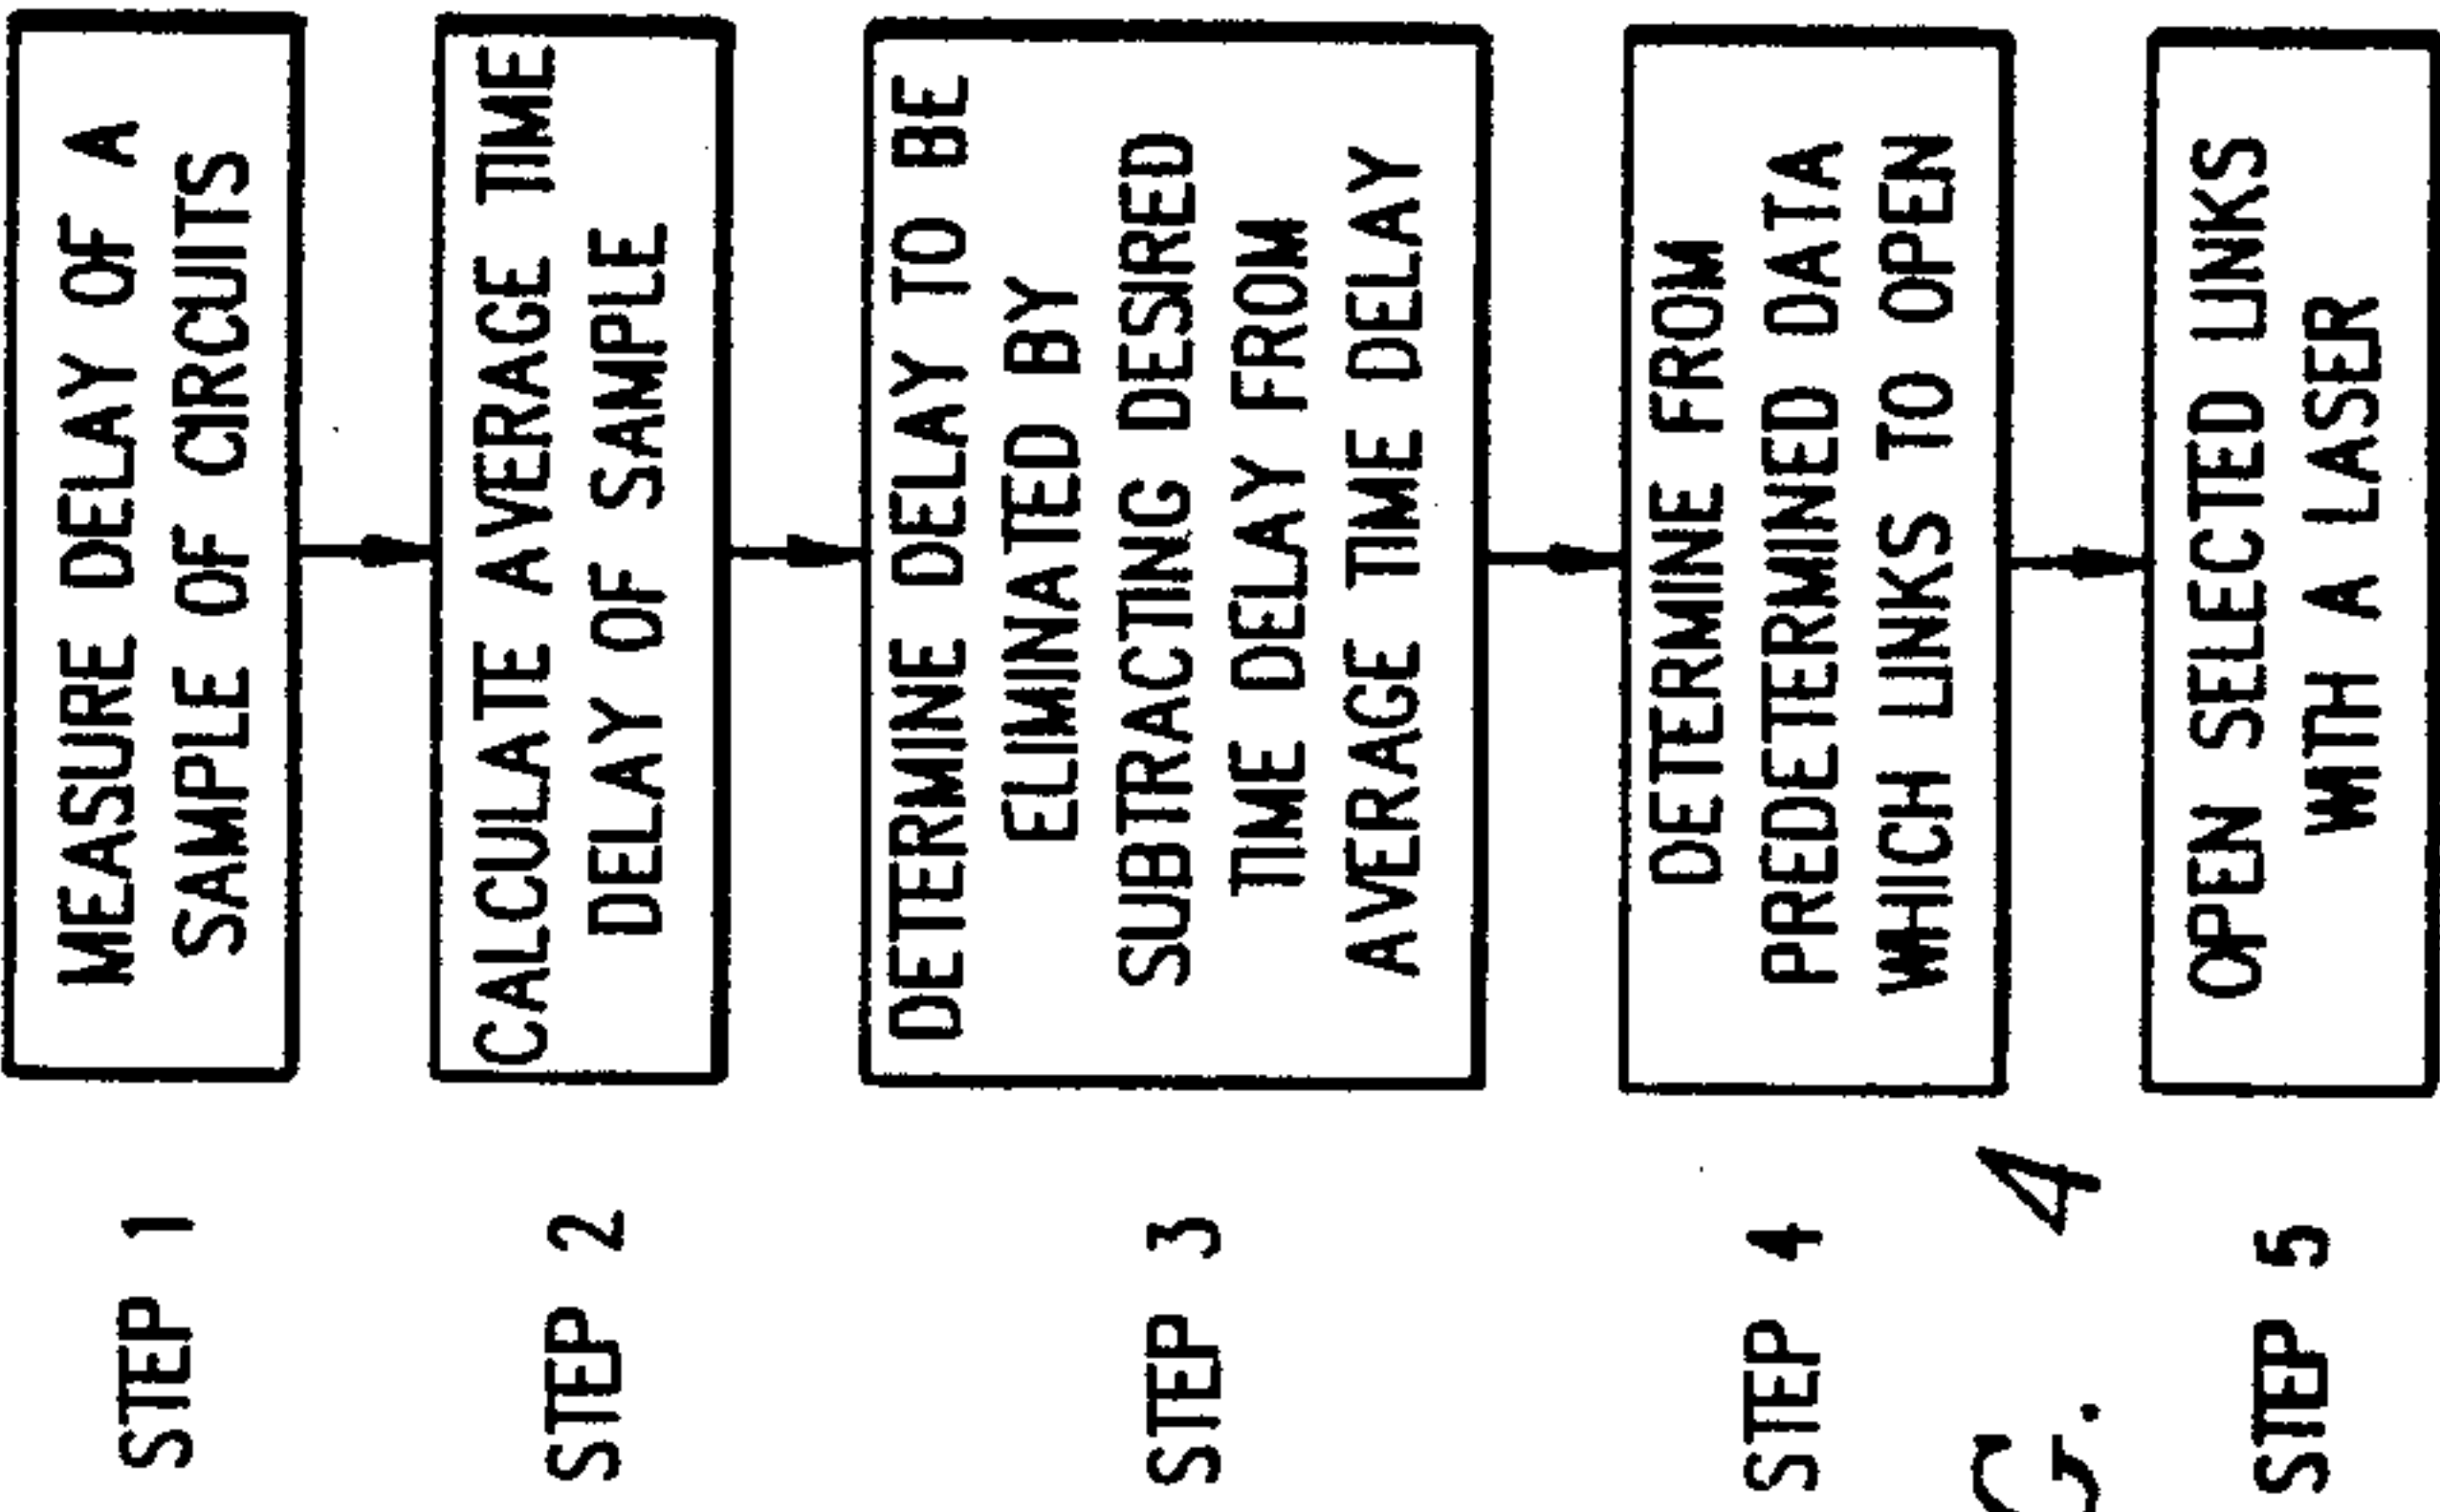 STEP 1
MEASURE DELAY OF A
SAMPLE OF CIRCUITS
STEP 2
CALCULATE AVERAGE TIME
DELAY OF SAMPLE
STEP 3
DETERMINE DELAY TO BE
ELIMINATED BY
SUBTRACTING DESIRED
TIME DELAY FROM
AVERAGE TIME DELAY
STEP 4
DETERMINE FROM
PREDETERMINED DATA
WHICH LINKS TO OPEN
G. 4
STEP 5
OPEN SELECTED LINKS
WITH A LASER